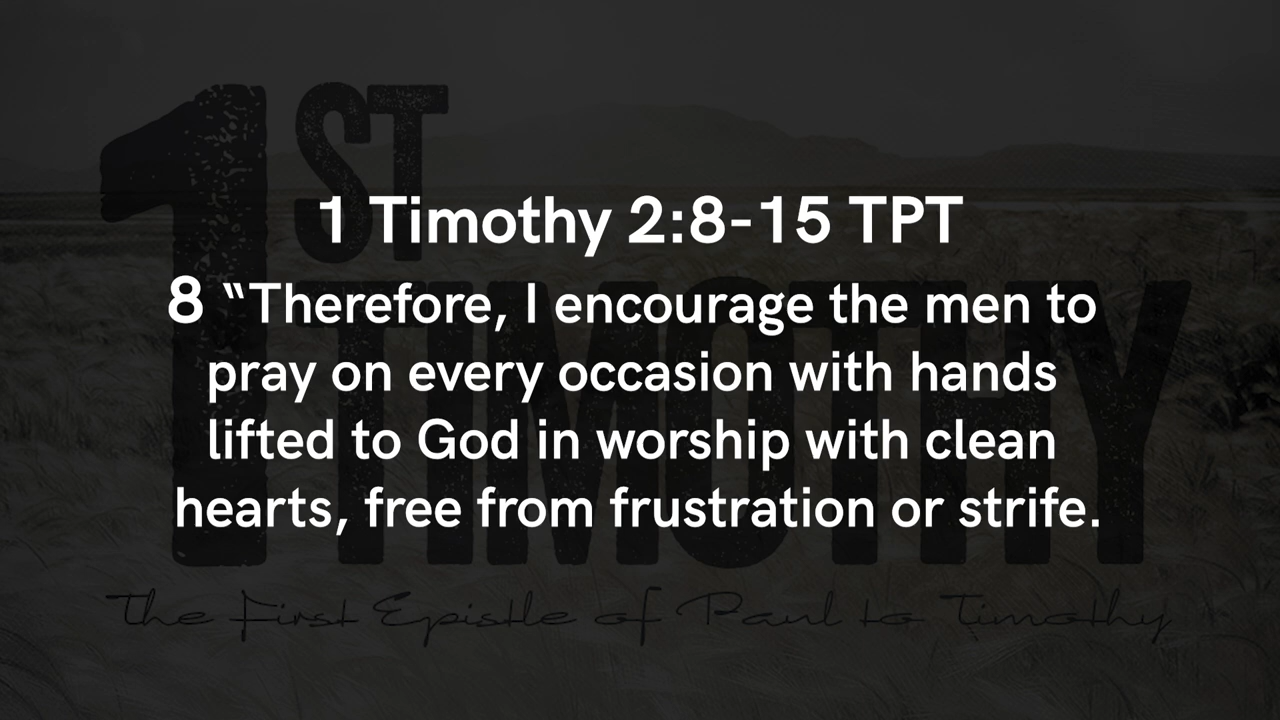 1ST
TIMOTHY
1 Timothy 2:8-15 TPT
8 “Therefore, I encourage the men to
pray on every occasion with hands
lifted to God in worship with clean
hearts, free from frustration or strife.
The First Epistle of Paul to Timothy